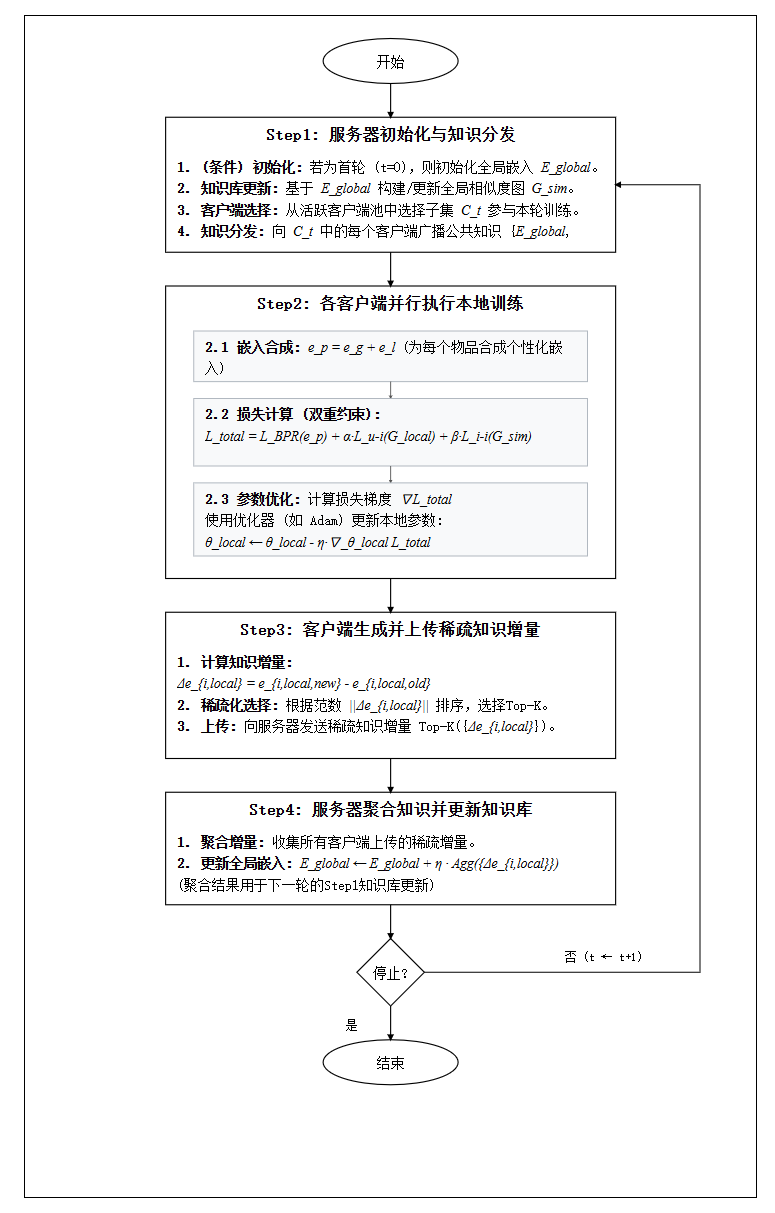 开始
Step1: 服务器初始化与知识分发
1. (条件) 初始化: 若为首轮 (t=0), 则初始化全局嵌入 E_global。
2. 知识库更新: 基于 E_global 构建/更新全局相似度图 G_sim。
3. 客户端选择: 从活跃客户端池中选择子集 C_t 参与本轮训练。
4. 知识分发: 向 C_t 中的每个客户端广播公共知识 {E_global,
Step2: 各客户端并行执行本地训练
2.1 嵌入合成: e_p = e_g + e_l (为每个物品合成个性化嵌
入)
2.2 损失计算 (双重约束):
L_total = L_BPR(e_p) + α·L_u-i(G_local) + β·L_i-i(G_sim)
2.3 参数优化: 计算损失梯度 ∇L_total
使用优化器 (如 Adam) 更新本地参数:
θ_local ← θ_local - η·∇_θ_local L_total
Step3: 客户端生成并上传稀疏知识增量
1. 计算知识增量:
Δe_{i,local} = e_{i,local,new} - e_{i,local,old}
2. 稀疏化选择: 根据范数 ||Δe_{i,local}|| 排序, 选择Top-K。
3. 上传: 向服务器发送稀疏知识增量 Top-K({Δe_{i,local}})。
Step4: 服务器聚合知识并更新知识库
1. 聚合增量: 收集所有客户端上传的稀疏增量。
2. 更新全局嵌入: E_global ← E_global + η · Agg({Δe_{i,local}})
(聚合结果用于下一轮的Step1知识库更新)
停止?
否 (t ← t+1)
是
结束